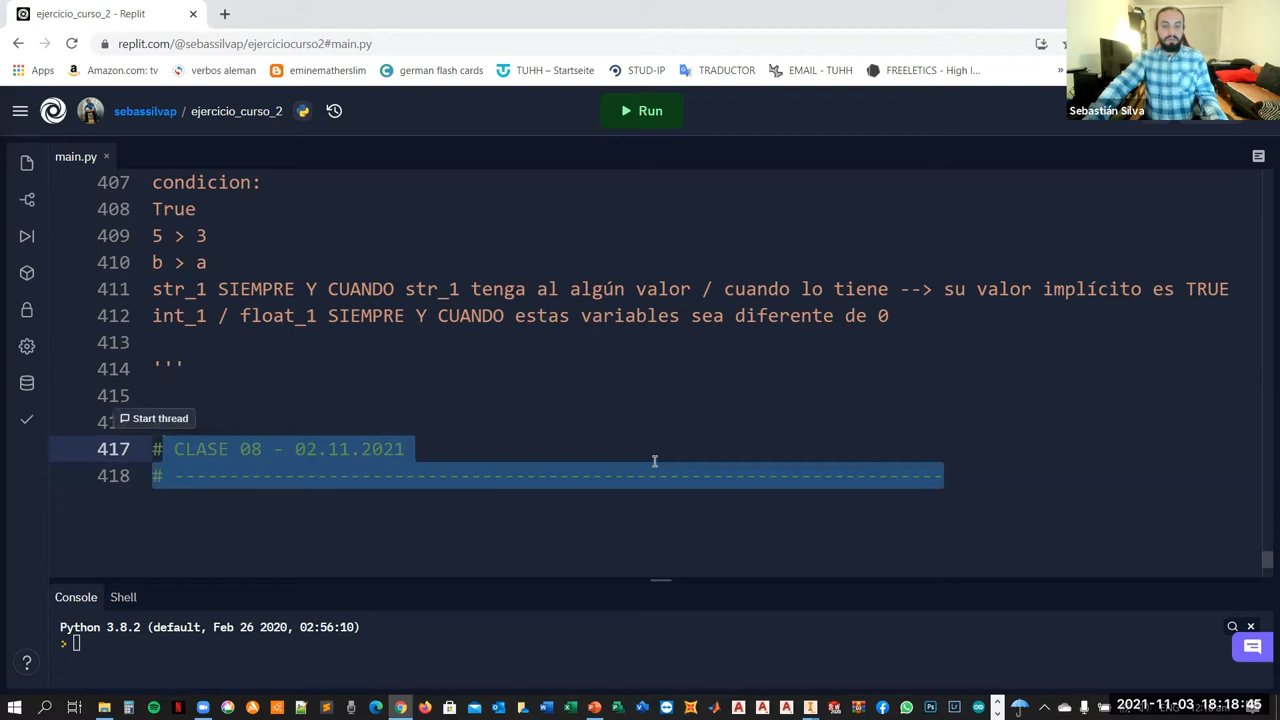 ejercicio_curso_2 - Replit
replit.com/@sebassilvap/ejerciciocurso2#main.py
Apps
Amazon.com: tv
verbos aleman
eminematherslim
german flash cards
TUHH – Startseite
STUD-IP
TRADUCTOR
EMAIL - TUHH
FREELETICS - High I...
»
Sebastián Silva
sebassilvap / ejercicio_curso_2
Run
main.py
407 condicion:
408 True
409 5 > 3
410 b > a
411 str_1 SIEMPRE Y CUANDO str_1 tenga al algún valor / cuando lo tiene --> su valor implícito es TRUE
412 int_1 / float_1 SIEMPRE Y CUANDO estas variables sea diferente de 0
413
414 '''
415
Start thread
417 # CLASE 08 - 02.11.2021
418 # ----------------------------------------------------------------------
Console
Shell
Python 3.8.2 (default, Feb 26 2020, 02:56:10)
>
?
2021-11-03 18:18:45